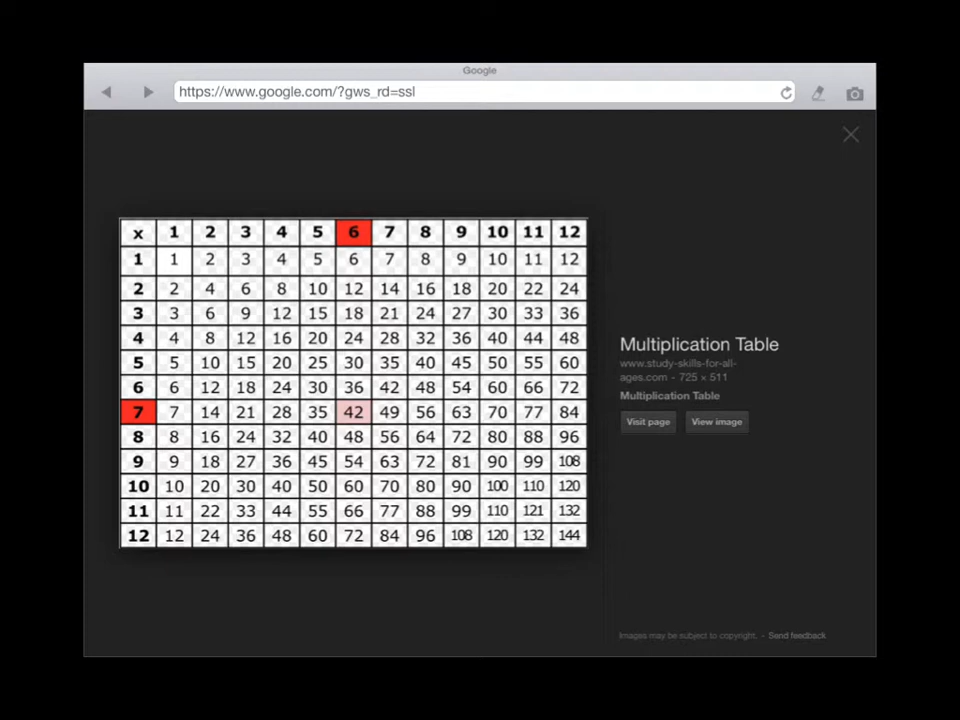 Google
https://www.google.com/?gws_rd=ssl
x 1 2 3 4 5 6 7 8 9 10 11 12
1 1 2 3 4 5 6 7 8 9 10 11 12
2 2 4 6 8 10 12 14 16 18 20 22 24
3 3 6 9 12 15 18 21 24 27 30 33 36
4 4 8 12 16 20 24 28 32 36 40 44 48
5 5 10 15 20 25 30 35 40 45 50 55 60
6 6 12 18 24 30 36 42 48 54 60 66 72
7 7 14 21 28 35 42 49 56 63 70 77 84
8 8 16 24 32 40 48 56 64 72 80 88 96
9 9 18 27 36 45 54 63 72 81 90 99 108
10 10 20 30 40 50 60 70 80 90 100 110 120
11 11 22 33 44 55 66 77 88 99 110 121 132
12 12 24 36 48 60 72 84 96 108 120 132 144
Multiplication Table
www.study-skills-for-all-
ages.com - 725 × 511
Multiplication Table
Visit page View image
Images may be subject to copyright. - Send feedback